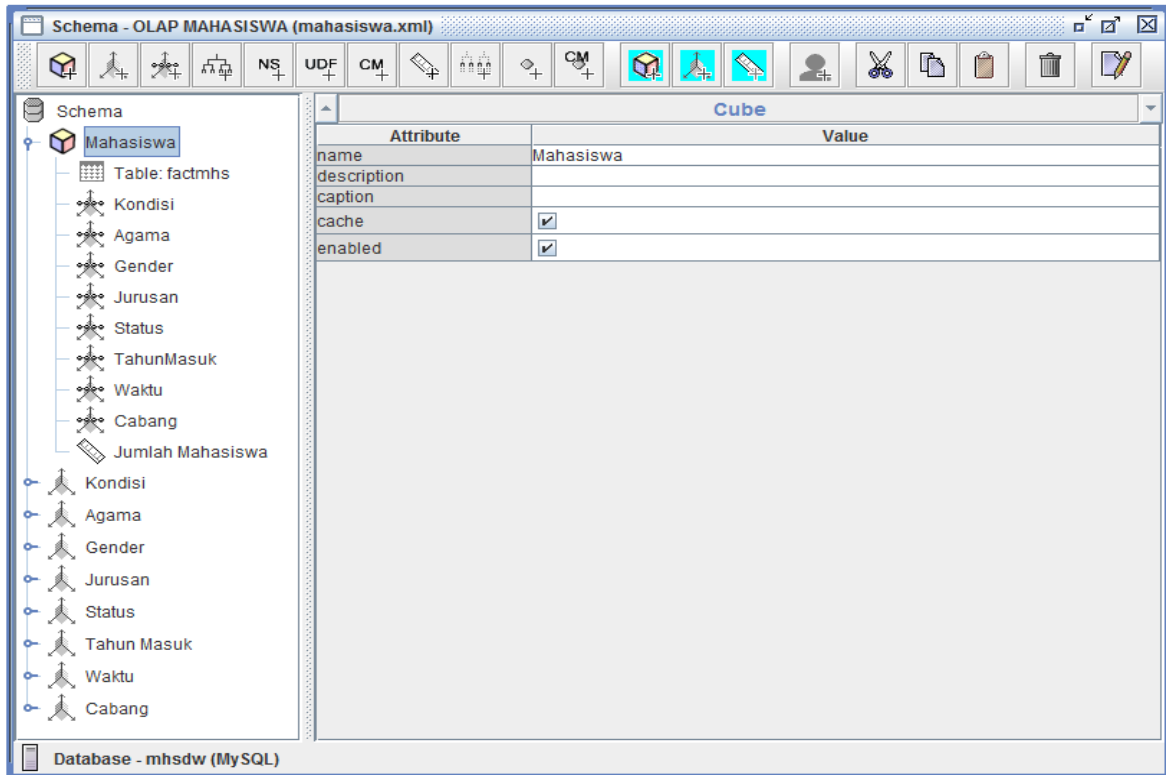 Schema - OLAP MAHASISWA (mahasiswa.xml)
NS UDF CM CM
Schema
Mahasiswa
Table: factmhs
Kondisi
Agama
Gender
Jurusan
Status
TahunMasuk
Waktu
Cabang
Jumlah Mahasiswa
Kondisi
Agama
Gender
Jurusan
Status
Tahun Masuk
Waktu
Cabang
Cube
Attribute Value
name Mahasiswa
description
caption
cache
enabled
Database - mhsdw (MySQL)